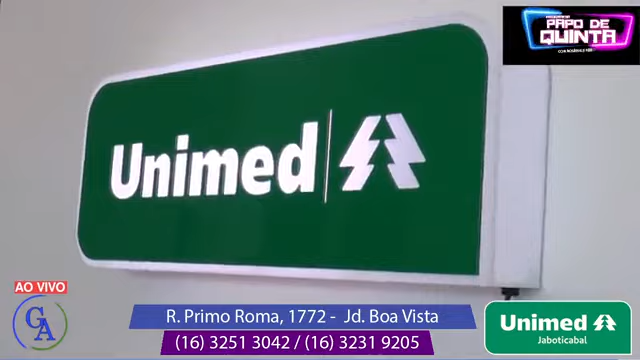 PAPO DE
QUINTA
Unimed
AO VIVO
GA
R. Primo Roma, 1772 - Jd. Boa Vista
(16) 3251 3042 / (16) 3231 9205
Unimed
Jaboticabal